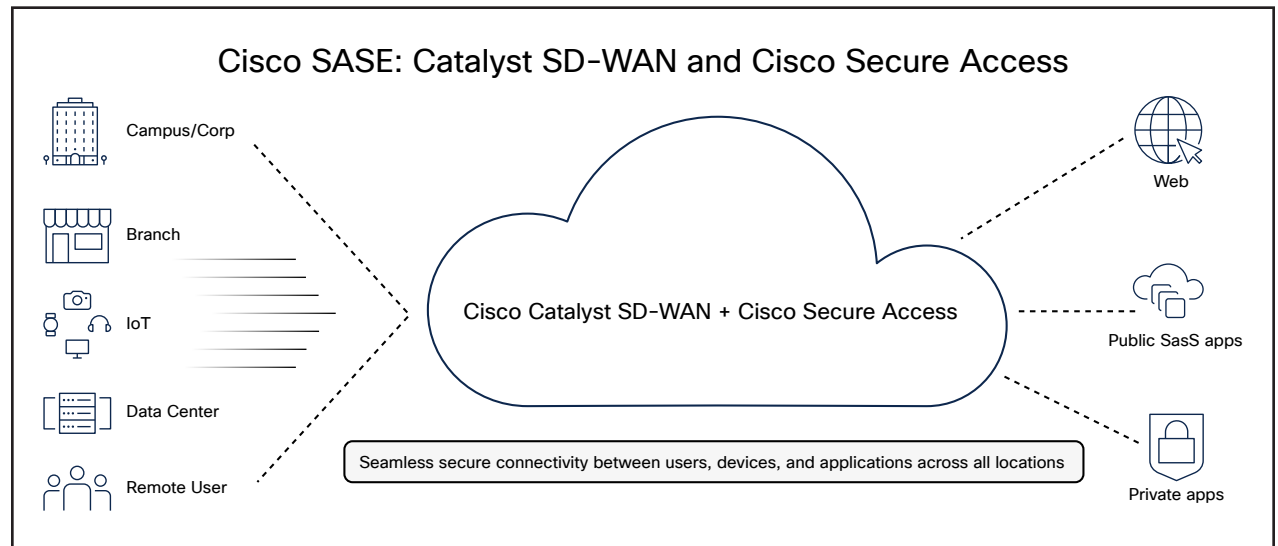 Cisco SASE: Catalyst SD-WAN and Cisco Secure Access
Campus/Corp
Branch
IoT
Data Center
Remote User
Cisco Catalyst SD-WAN + Cisco Secure Access
Seamless secure connectivity between users, devices, and applications across all locations
Web
Public SasS apps
Private apps